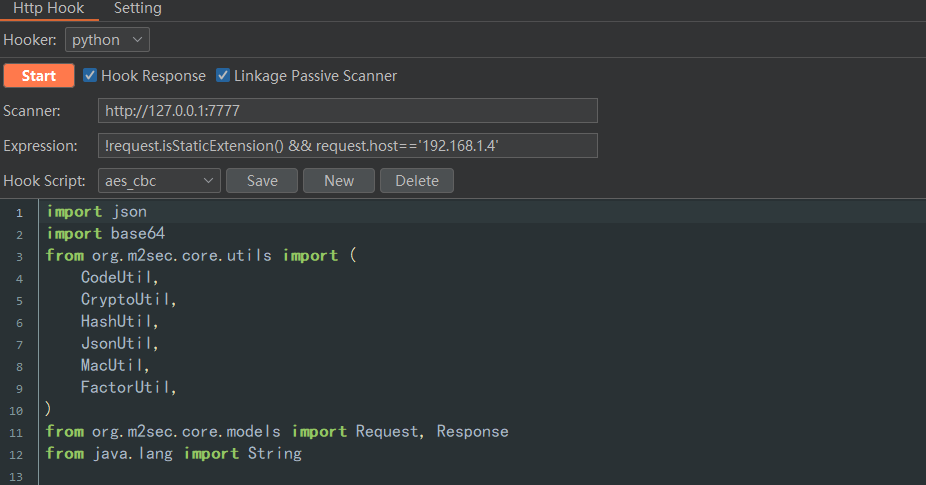 Http Hook Setting
Hooker: python
Start Hook Response Linkage Passive Scanner
Scanner: http://127.0.0.1:7777
Expression: !request.isStaticExtension() && request.host=='192.168.1.4'
Hook Script: aes_cbc Save New Delete
1 import json
2 import base64
3 from org.m2sec.core.utils import (
4     CodeUtil,
5     CryptoUtil,
6     HashUtil,
7     JsonUtil,
8     MacUtil,
9     FactorUtil,
10 )
11 from org.m2sec.core.models import Request, Response
12 from java.lang import String
13